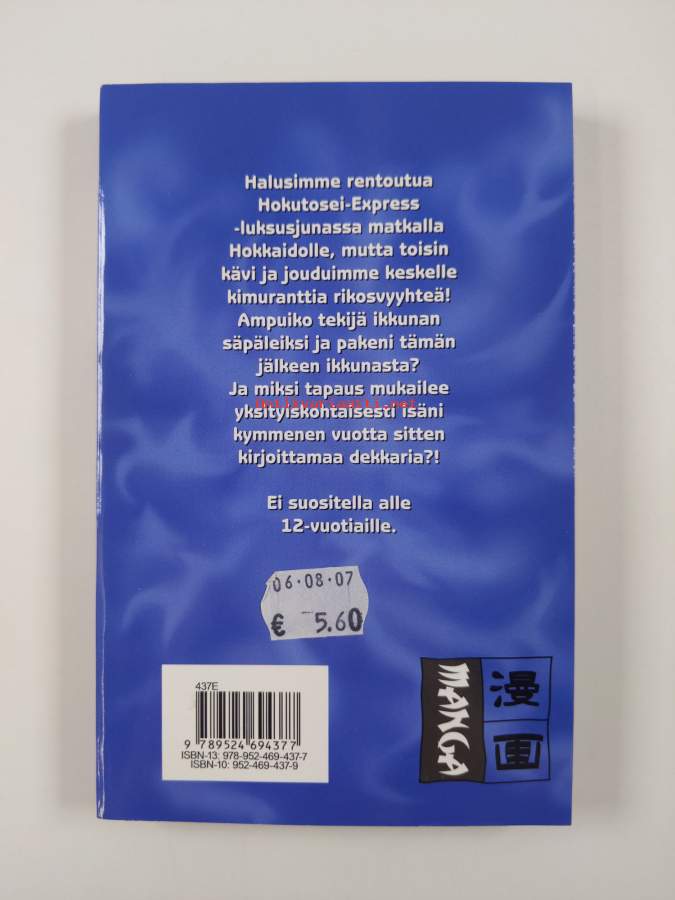 Halusimme rentoutua
Hokutosei-Express
-luksusjunassa matkalla
Hokkaidolle, mutta toisin
kävi ja jouduimme keskelle
kimuranttia rikosvyyhteä!
Ampuiko tekijä ikkunan
säpäleiksi ja pakeni tämän
jälkeen ikkunasta?
Ja miksi tapaus mukailee
yksityiskohtaisesti isäni
kymmenen vuotta sitten
kirjoittamaa dekkaria?!
Ei suositella alle
12-vuotiaille.
06·08·07
€ 5.60
437E
9 789524 694377
ISBN-13: 978-952-469-437-7
ISBN-10: 952-469-437-9
MANGA
漫画